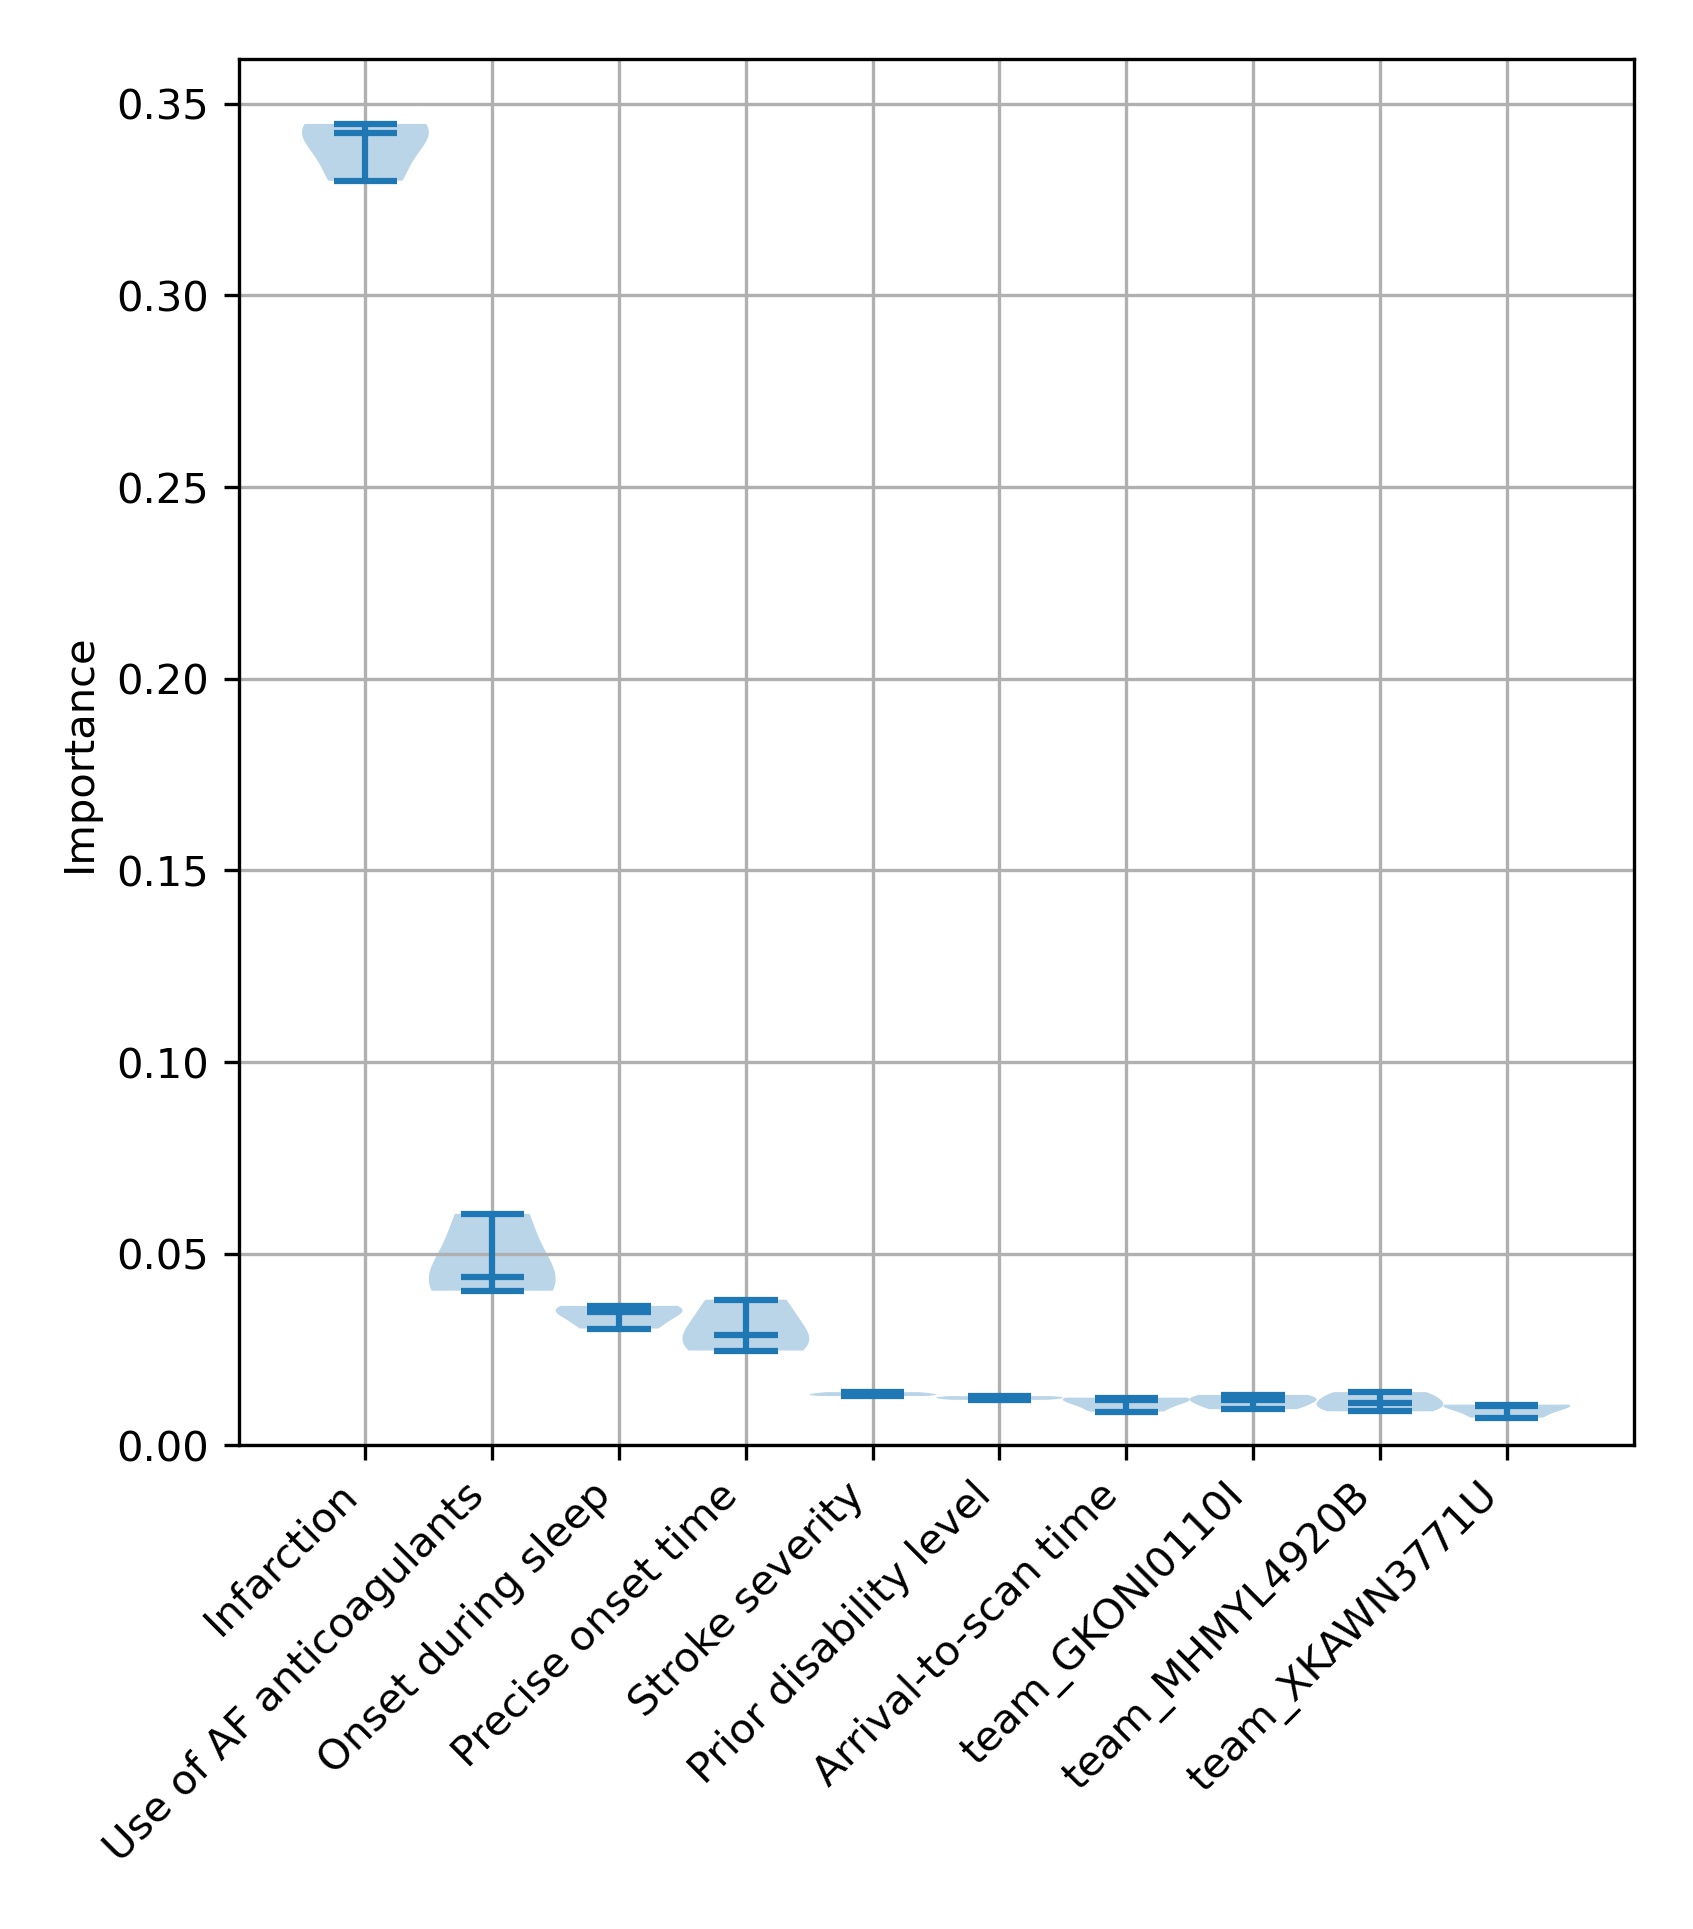 Importance
0.35
0.30
0.25
0.20
0.15
0.10
0.05
0.00
Infarction
Use of AF anticoagulants
Onset during sleep
Precise onset time
Stroke severity
Prior disability level
Arrival-to-scan time
team_GKONI0110I
team_MHMYL4920B
team_XKAWN3771U